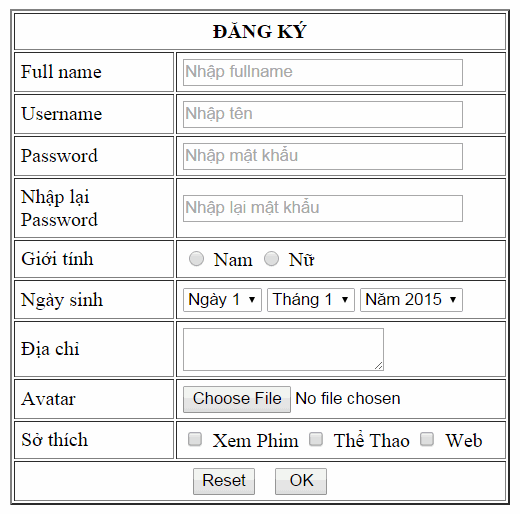 ĐĂNG KÝ
Full name Nhập fullname
Username Nhập tên
Password Nhập mật khẩu
Nhập lại
Password Nhập lại mật khẩu
Giới tính Nam Nữ
Ngày sinh Ngày 1 Tháng 1 Năm 2015
Địa chỉ
Avatar Choose File No file chosen
Sở thích Xem Phim Thể Thao Web
Reset OK